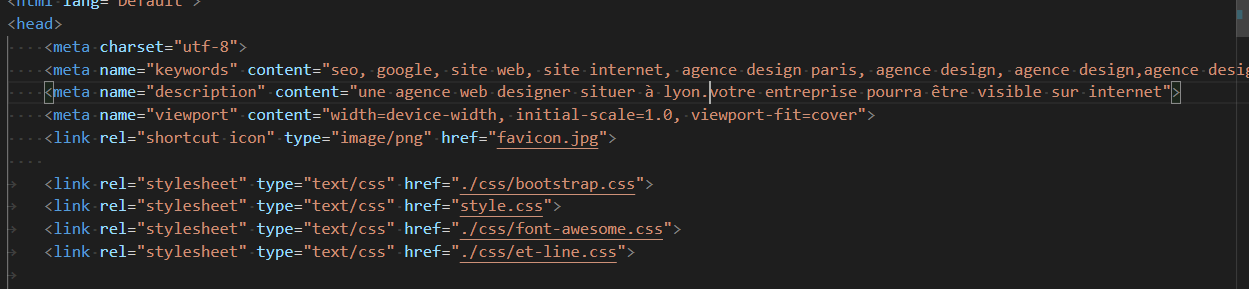 <html lang="Default">
<head>
<meta charset="utf-8">
<meta name="keywords" content="seo, google, site web, site internet, agence design paris, agence design, agence design,agence desig
<meta name="description" content="une agence web designer situer à lyon.votre entreprise pourra être visible sur internet">
<meta name="viewport" content="width=device-width, initial-scale=1.0, viewport-fit=cover">
<link rel="shortcut icon" type="image/png" href="favicon.jpg">
<link rel="stylesheet" type="text/css" href="./css/bootstrap.css">
<link rel="stylesheet" type="text/css" href="style.css">
<link rel="stylesheet" type="text/css" href="./css/font-awesome.css">
<link rel="stylesheet" type="text/css" href="./css/et-line.css">